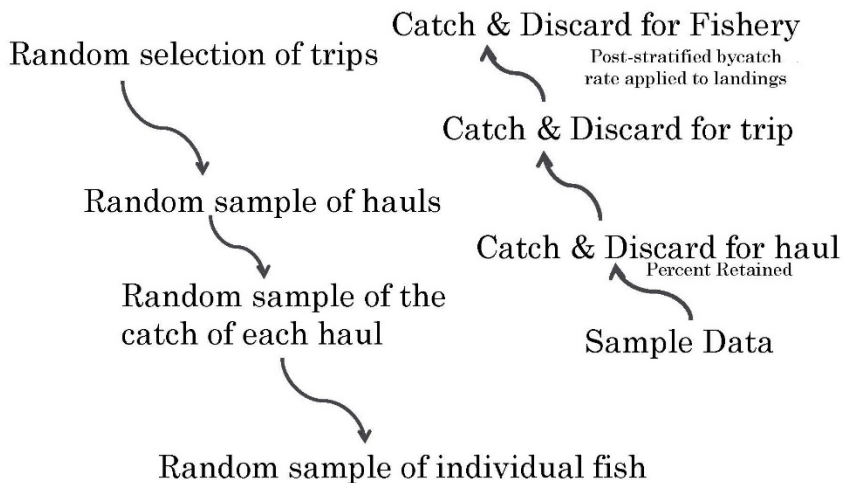 Random selection of trips
Random sample of hauls
Random sample of the
catch of each haul
Random sample of individual fish
Catch & Discard for Fishery
Post-stratified bycatch
rate applied to landings
Catch & Discard for trip
Catch & Discard for haul
Percent Retained
Sample Data